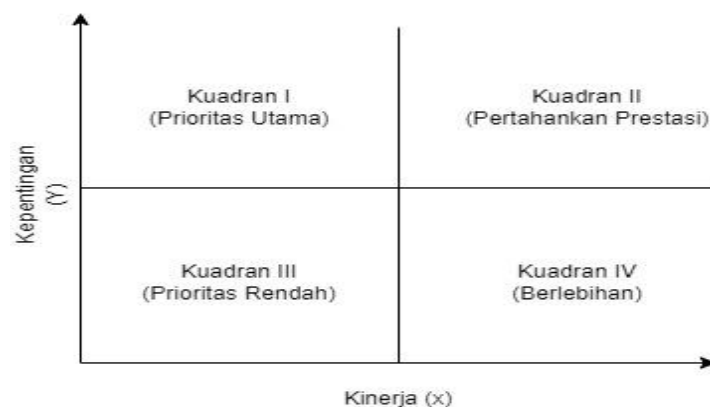 Kuadran I
(Prioritas Utama)
Kuadran II
(Pertahankan Prestasi)
Kepentingan
(Y)
Kuadran III
(Prioritas Rendah)
Kuadran IV
(Berlebihan)
Kinerja (x)